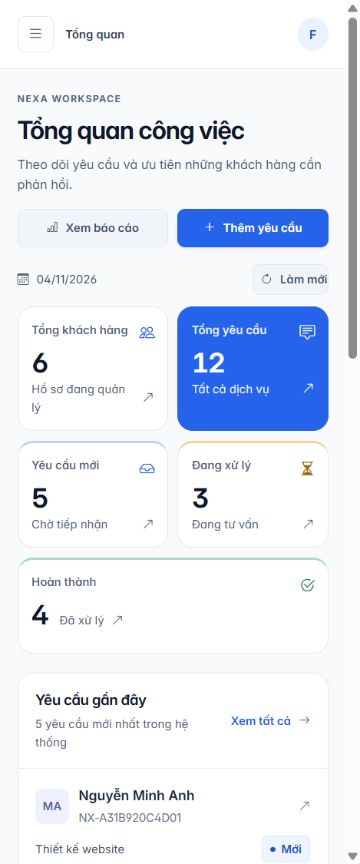 Tổng quan
F
NEXA WORKSPACE
Tổng quan công việc
Theo dõi yêu cầu và ưu tiên những khách hàng cần
phản hồi.
Xem báo cáo
Thêm yêu cầu
04/11/2026
Làm mới
Tổng khách hàng
6
Hồ sơ đang quản
lý
Tổng yêu cầu
12
Tất cả dịch vụ
Yêu cầu mới
5
Chờ tiếp nhận
Đang xử lý
3
Đang tư vấn
Hoàn thành
4 Đã xử lý
Yêu cầu gần đây
5 yêu cầu mới nhất trong hệ
thống
Xem tất cả
MA
Nguyễn Minh Anh
NX-A31B920C4D01
Thiết kế website
Mới